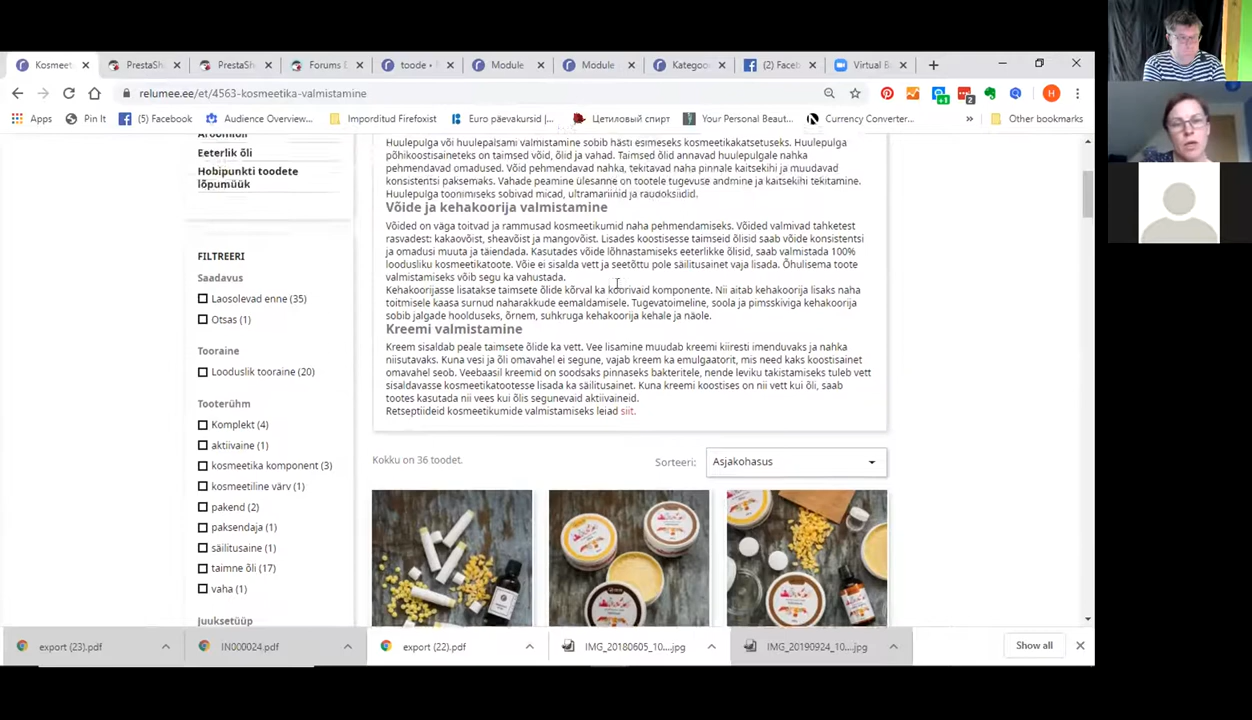 Kosmeet
PrestaSh
PrestaSh
Forums E
toode • I
Module
Module
Kategoo
(2) Faceb
Virtual B
relumee.ee/et/4563-kosmeetika-valmistamine
Apps
Pin It
(5) Facebook
Audience Overview...
Imporditud Firefoxist
Euro päevakursid |...
Цетиловый спирт
Your Personal Beaut...
Currency Converter...
»
Other bookmarks
Aroomiõli
Eeterlik õli
Hobipunkti toodete
lõpumüük
FILTREERI
Saadavus
Laosolevad enne (35)
Otsas (1)
Tooraine
Looduslik tooraine (20)
Tooterühm
Komplekt (4)
aktiivaine (1)
kosmeetika komponent (3)
kosmeetiline värv (1)
pakend (2)
paksendaja (1)
säilitusaine (1)
taimne õli (17)
vaha (1)
Juuksetüüp
Huulepulga või huulepalsami valmistamine sobib hästi esimeseks kosmeetikakatsetuseks. Huulepulga
põhikoostisaineteks on taimsed võid, õlid ja vahad. Taimsed õlid annavad huulepulgale nahka
pehmendavad omadused. Võid pehmendavad nahka, tekitavad naha pinnale kaitsekihi ja muudavad
konsistentsi paksemaks. Vahade peamine ülesanne on tootele tugevuse andmine ja kaitsekihi tekitamine.
Huulepulga toonimiseks sobivad micad, ultramariinid ja raudoksiidid.
Võide ja kehakoorija valmistamine
Võided on väga toitvad ja rammusad kosmeetikumid naha pehmendamiseks. Võided valmivad tahketest
rasvadest: kakaovõist, sheavõist ja mangovõist. Lisades koostisesse taimseid õlisid saab võide konsistentsi
ja omadusi muuta ja täiendada. Kasutades võide lõhnastamiseks eeterlikke õlisid, saab valmistada 100%
loodusliku kosmeetikatoote. Võie ei sisalda vett ja seetõttu pole säilitusainet vaja lisada. Õhulisema toote
valmistamiseks võib segu ka vahustada.
Kehakoorijasse lisatakse taimsete õlide kõrval ka koorivaid komponente. Nii aitab kehakoorija lisaks naha
toitmisele kaasa surnud naharakkude eemaldamisele. Tugevatoimeline, soola ja pimsskiviga kehakoorija
sobib jalgade hoolduseks, õrnem, suhkruga kehakoorija kehale ja näole.
Kreemi valmistamine
Kreem sisaldab peale taimsete õlide ka vett. Vee lisamine muudab kreemi kiiresti imenduvaks ja nahka
niisutavaks. Kuna vesi ja õli omavahel ei segune, vajab kreem ka emulgaatorit, mis need kaks koostisainet
omavahel seob. Veebaasil kreemid on soodsaks pinnaseks bakteritele, nende leviku takistamiseks tuleb vett
sisaldavasse kosmeetikatootesse lisada ka säilitusainet. Kuna kreemi koostises on nii vett kui õli, saab
tootes kasutada nii vees kui õlis segunevaid aktiivaineid.
Retseptiideid kosmeetikumide valmistamiseks leiad siit.
Kokku on 36 toodet.
Sorteeri:
Asjakohasus
export (23).pdf
IN000024.pdf
export (22).pdf
IMG_20180605_10....jpg
IMG_20190924_10....jpg
Show all